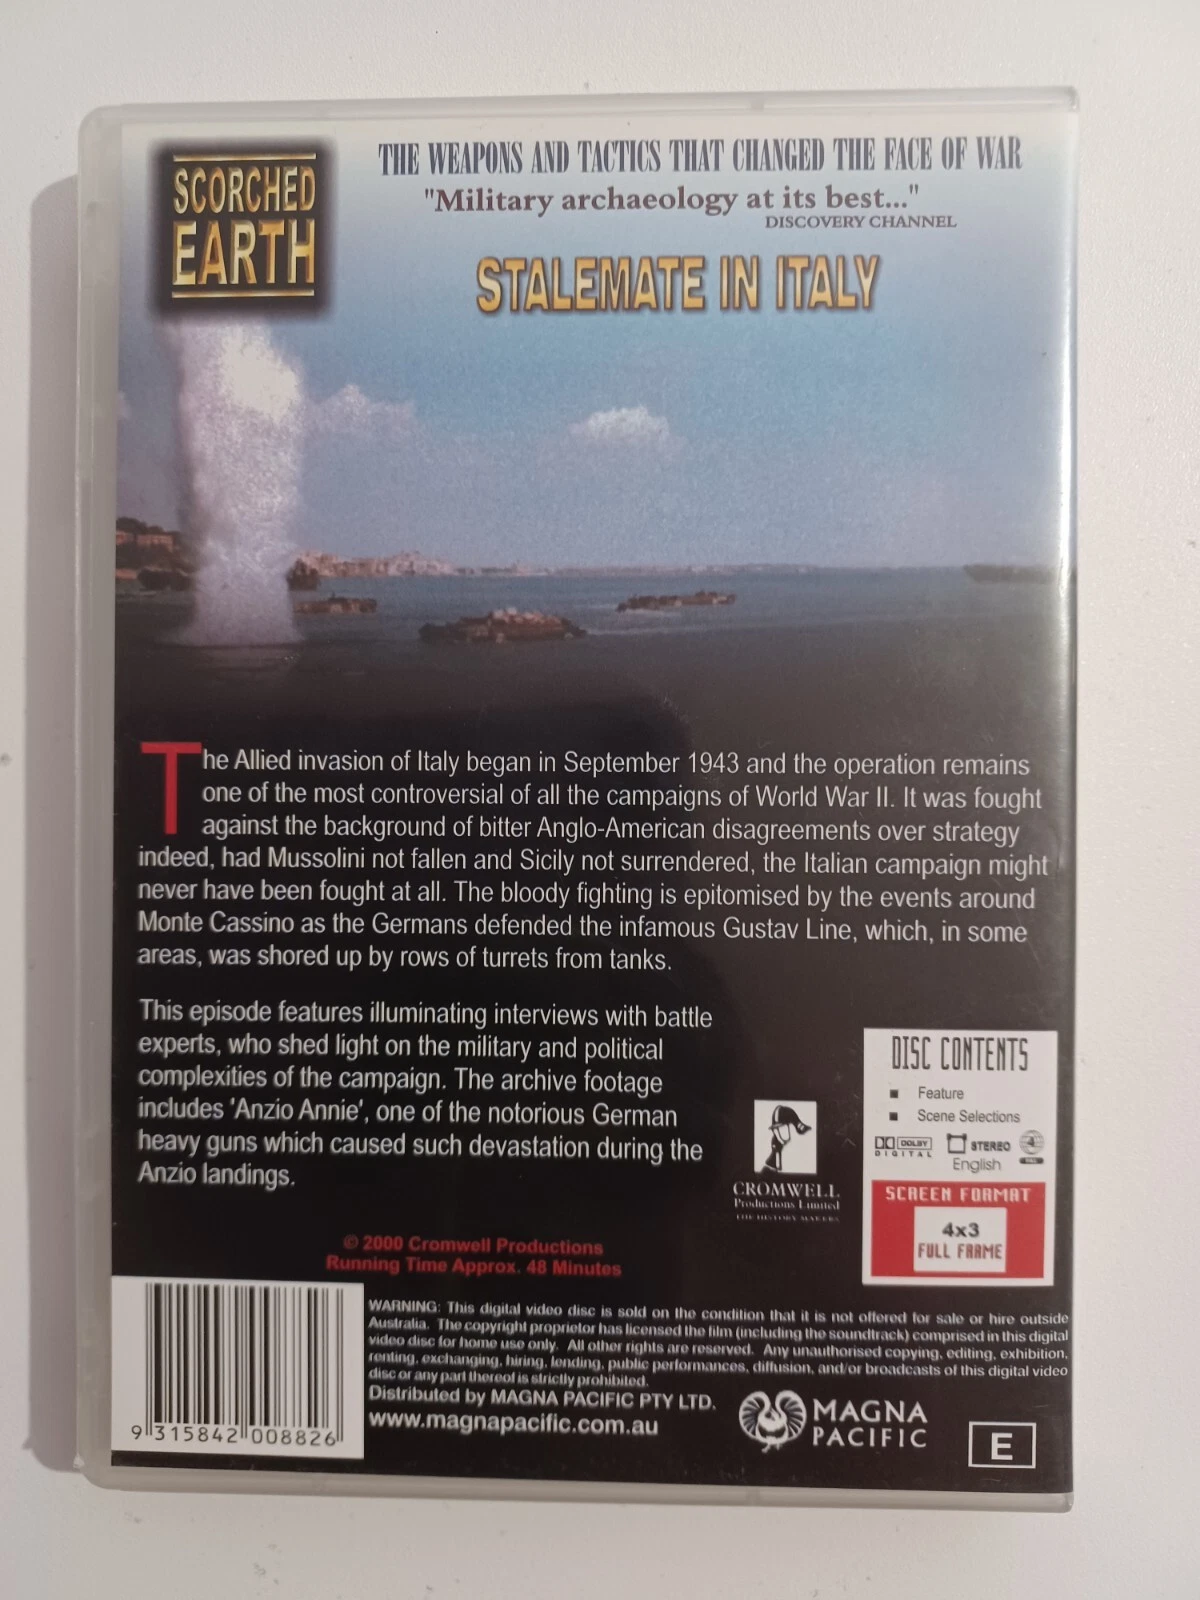 SCORCHED
EARTH
THE WEAPONS AND TACTICS THAT CHANGED THE FACE OF WAR
"Military archaeology at its best..."
DISCOVERY CHANNEL
STALEMATE IN ITALY
The Allied invasion of Italy began in September 1943 and the operation remains
one of the most controversial of all the campaigns of World War II. It was fought
against the background of bitter Anglo-American disagreements over strategy
indeed, had Mussolini not fallen and Sicily not surrendered, the Italian campaign might
never have been fought at all. The bloody fighting is epitomised by the events around
Monte Cassino as the Germans defended the infamous Gustav Line, which, in some
areas, was shored up by rows of turrets from tanks.
This episode features illuminating interviews with battle
experts, who shed light on the military and political
complexities of the campaign. The archive footage
includes 'Anzio Annie', one of the notorious German
heavy guns which caused such devastation during the
Anzio landings.
CROMWELL
Productions Limited
THE HISTORY MAKERS
DISC CONTENTS
Feature
Scene Selections
DOLBY
DIGITAL
STEREO
4
PAL
English
SCREEN FORMAT
4x3
FULL FRAME
© 2000 Cromwell Productions
Running Time Approx. 48 Minutes
9 315842 008826
WARNING: This digital video disc is sold on the condition that it is not offered for sale or hire outside
Australia. The copyright proprietor has licensed the film (including the soundtrack) comprised in this digital
video disc for home use only. All other rights are reserved. Any unauthorised copying, editing, exhibition,
renting, exchanging, hiring, lending, public performances, diffusion, and/or broadcasts of this digital video
disc or any part thereof is strictly prohibited.
Distributed by MAGNA PACIFIC PTY LTD.
www.magnapacific.com.au
MAGNA
PACIFIC
E